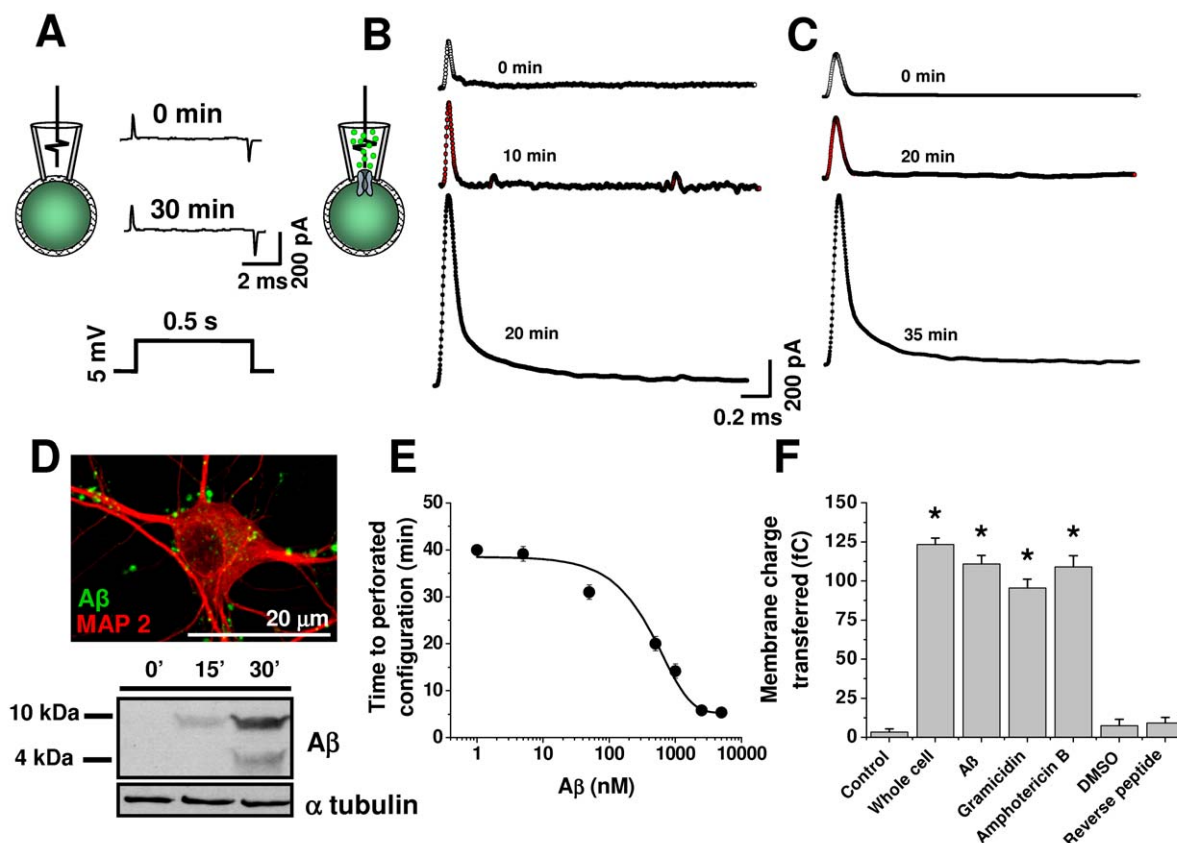 A
0 min
30 min
2 ms
200 pA
0.5 s
5 mV
B
0 min
10 min
20 min
0.2 ms
200 pA
C
0 min
20 min
35 min
D
Aβ
MAP 2
20 μm
0' 15' 30'
10 kDa
4 kDa
Aβ
α tubulin
E
Time to perforated
configuration (min)
50
40
30
20
10
0
1 10 100 1000 10000
Aβ (nM)
F
Membrane charge
transferred (fC)
150
125
100
75
50
25
0
* * * *
Control
Whole cell
Aβ
Gramicidin
Amphotericin B
DMSO
Reverse peptide